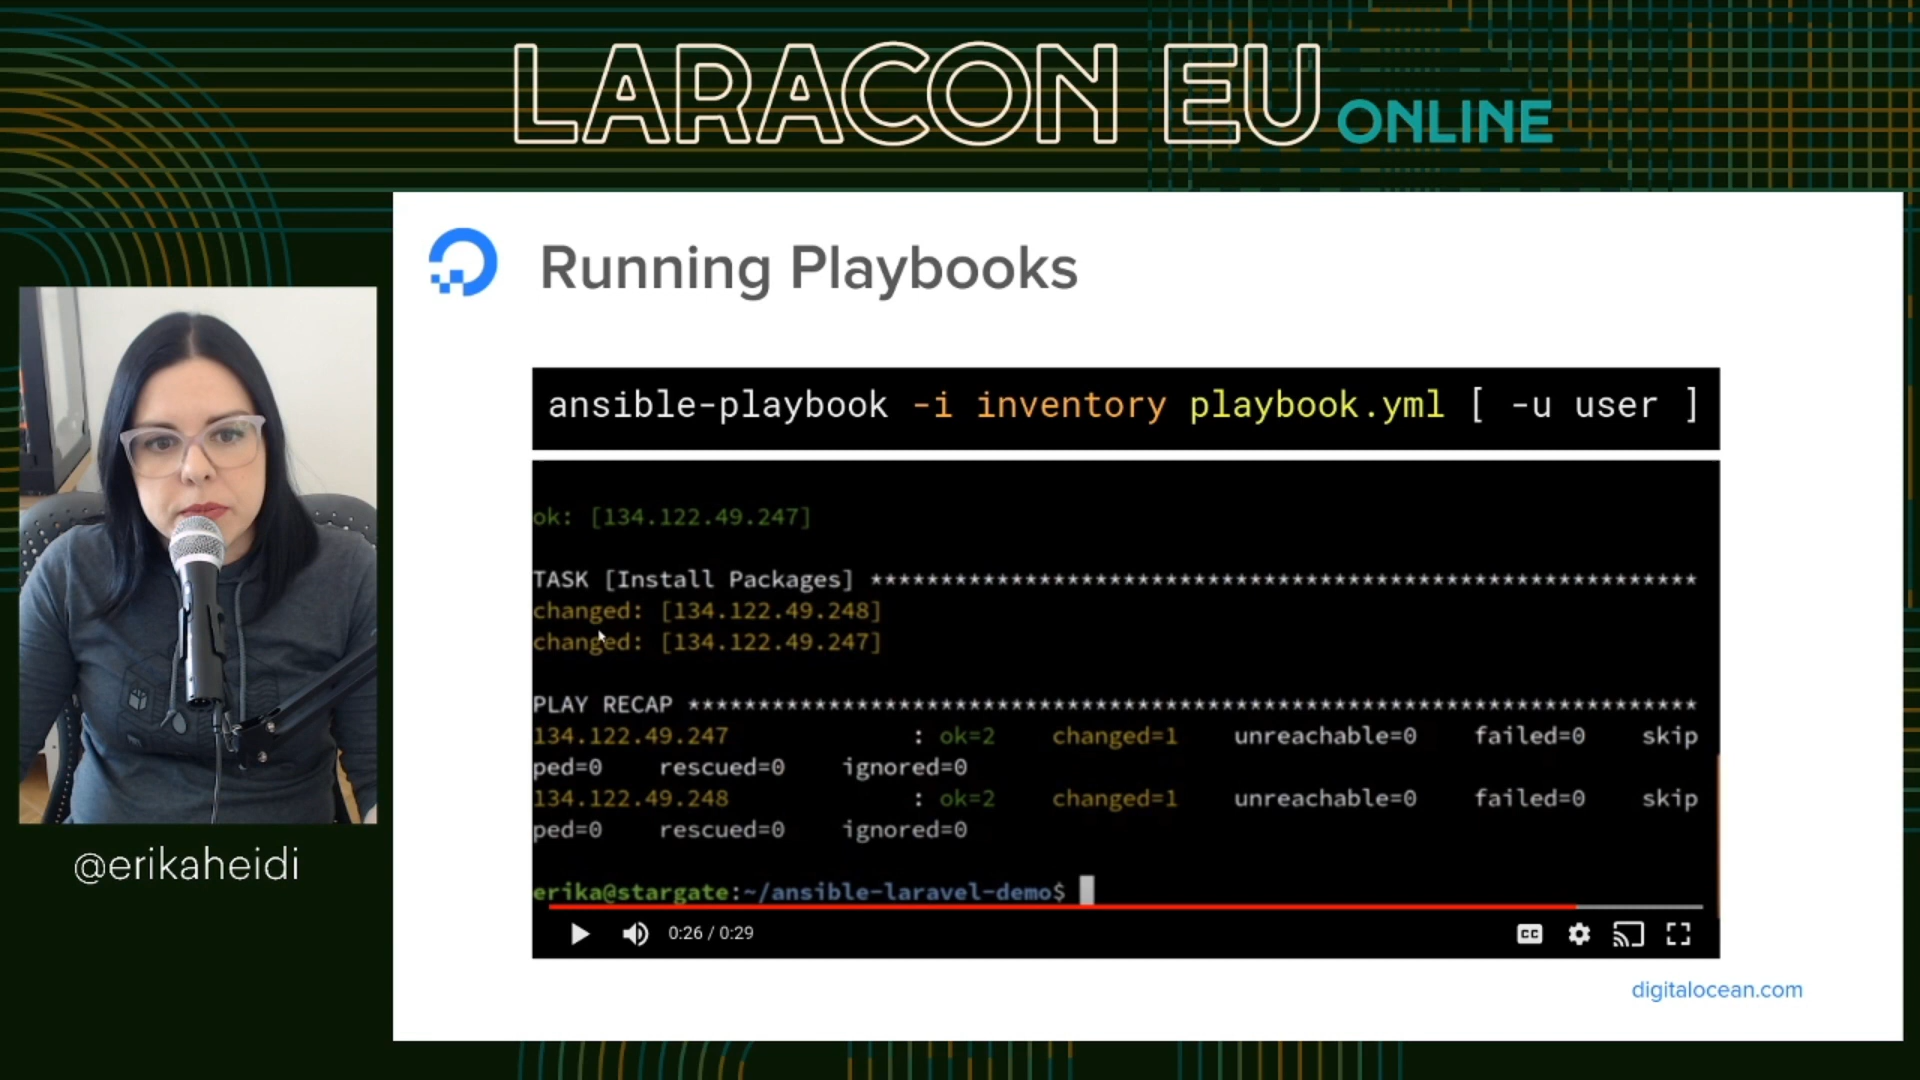 LARACON EU ONLINE
Running Playbooks
ansible-playbook -i inventory playbook.yml [ -u user ]
ok: [134.122.49.247]
TASK [Install Packages] ***********************************************************************
changed: [134.122.49.248]
changed: [134.122.49.247]
PLAY RECAP **************************************************************************************
134.122.49.247 : ok=2 changed=1 unreachable=0 failed=0 skip
ped=0 rescued=0 ignored=0
134.122.49.248 : ok=2 changed=1 unreachable=0 failed=0 skip
ped=0 rescued=0 ignored=0
erika@stargate:~/ansible-laravel-demo$
0:26 / 0:29
CC
digitalocean.com
@erikaheidi